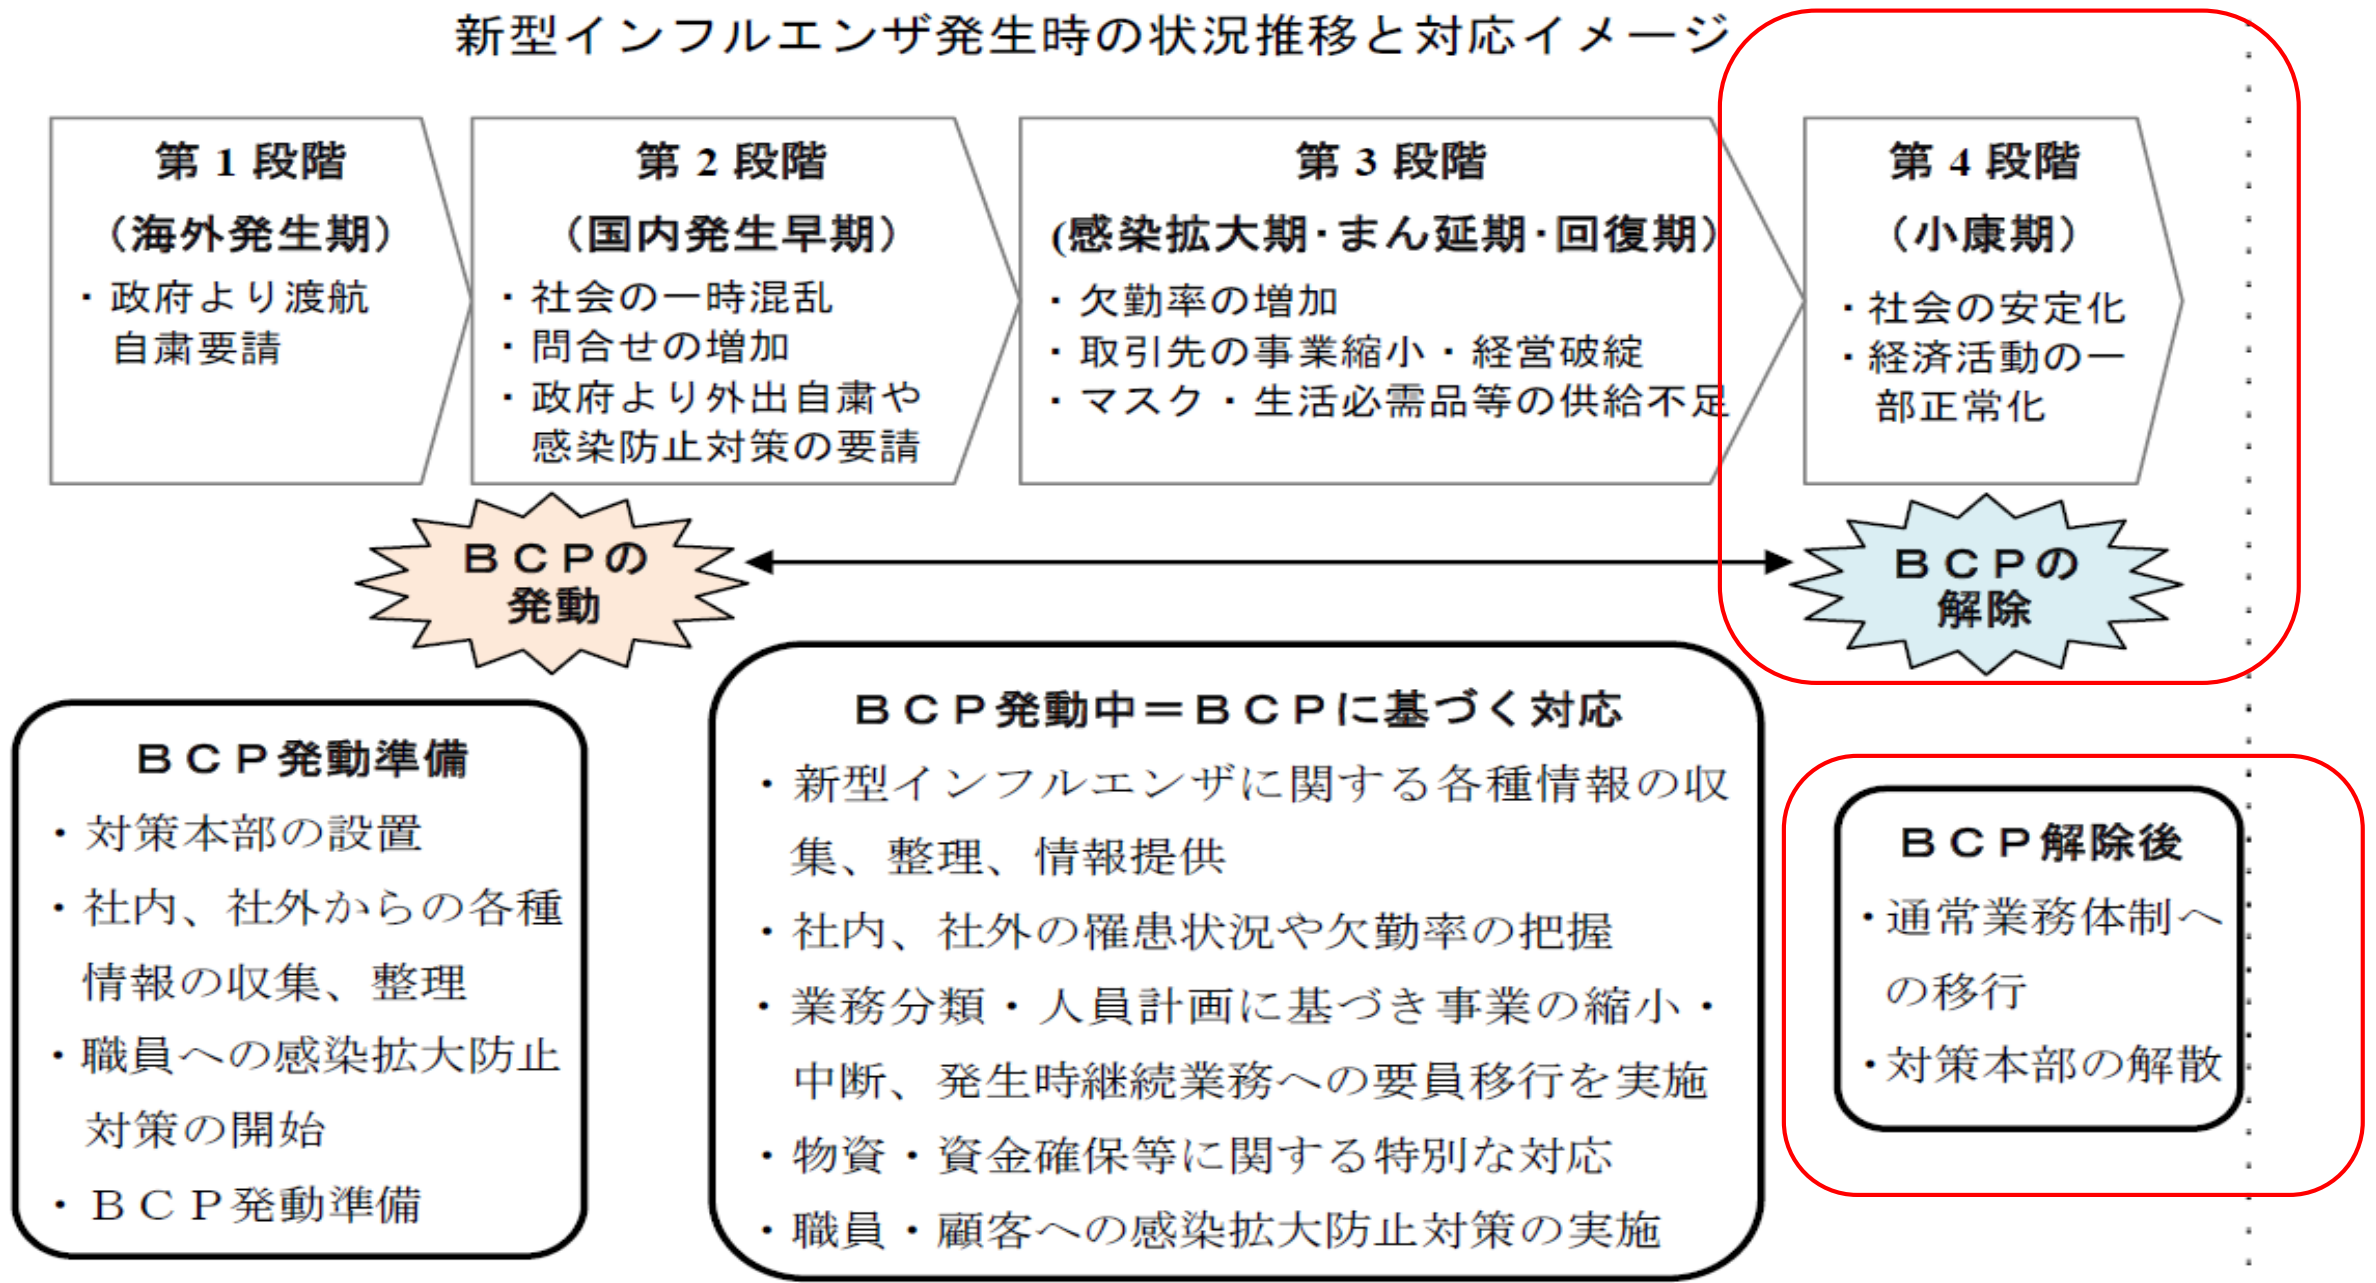 新型インフルエンザ発生時の状況推移と対応イメージ
第 1 段階
（海外発生期）
・政府より渡航
自粛要請
第 2 段階
（国内発生早期）
・社会の一時混乱
・問合せの増加
・政府より外出自粛や
感染防止対策の要請
第 3 段階
(感染拡大期･まん延期･回復期）
・欠勤率の増加
・取引先の事業縮小・経営破綻
・マスク・生活必需品等の供給不足
第 4 段階
（小康期）
・社会の安定化
・経済活動の一
部正常化
ＢＣＰの
発動
ＢＣＰの
解除
ＢＣＰ発動準備
・対策本部の設置
・社内、社外からの各種
情報の収集、整理
・職員への感染拡大防止
対策の開始
・ＢＣＰ発動準備
ＢＣＰ発動中＝ＢＣＰに基づく対応
・新型インフルエンザに関する各種情報の収
集、整理、情報提供
・社内、社外の罹患状況や欠勤率の把握
・業務分類・人員計画に基づき事業の縮小・
中断、発生時継続業務への要員移行を実施
・物資・資金確保等に関する特別な対応
・職員・顧客への感染拡大防止対策の実施
ＢＣＰ解除後
・通常業務体制へ
の移行
・対策本部の解散